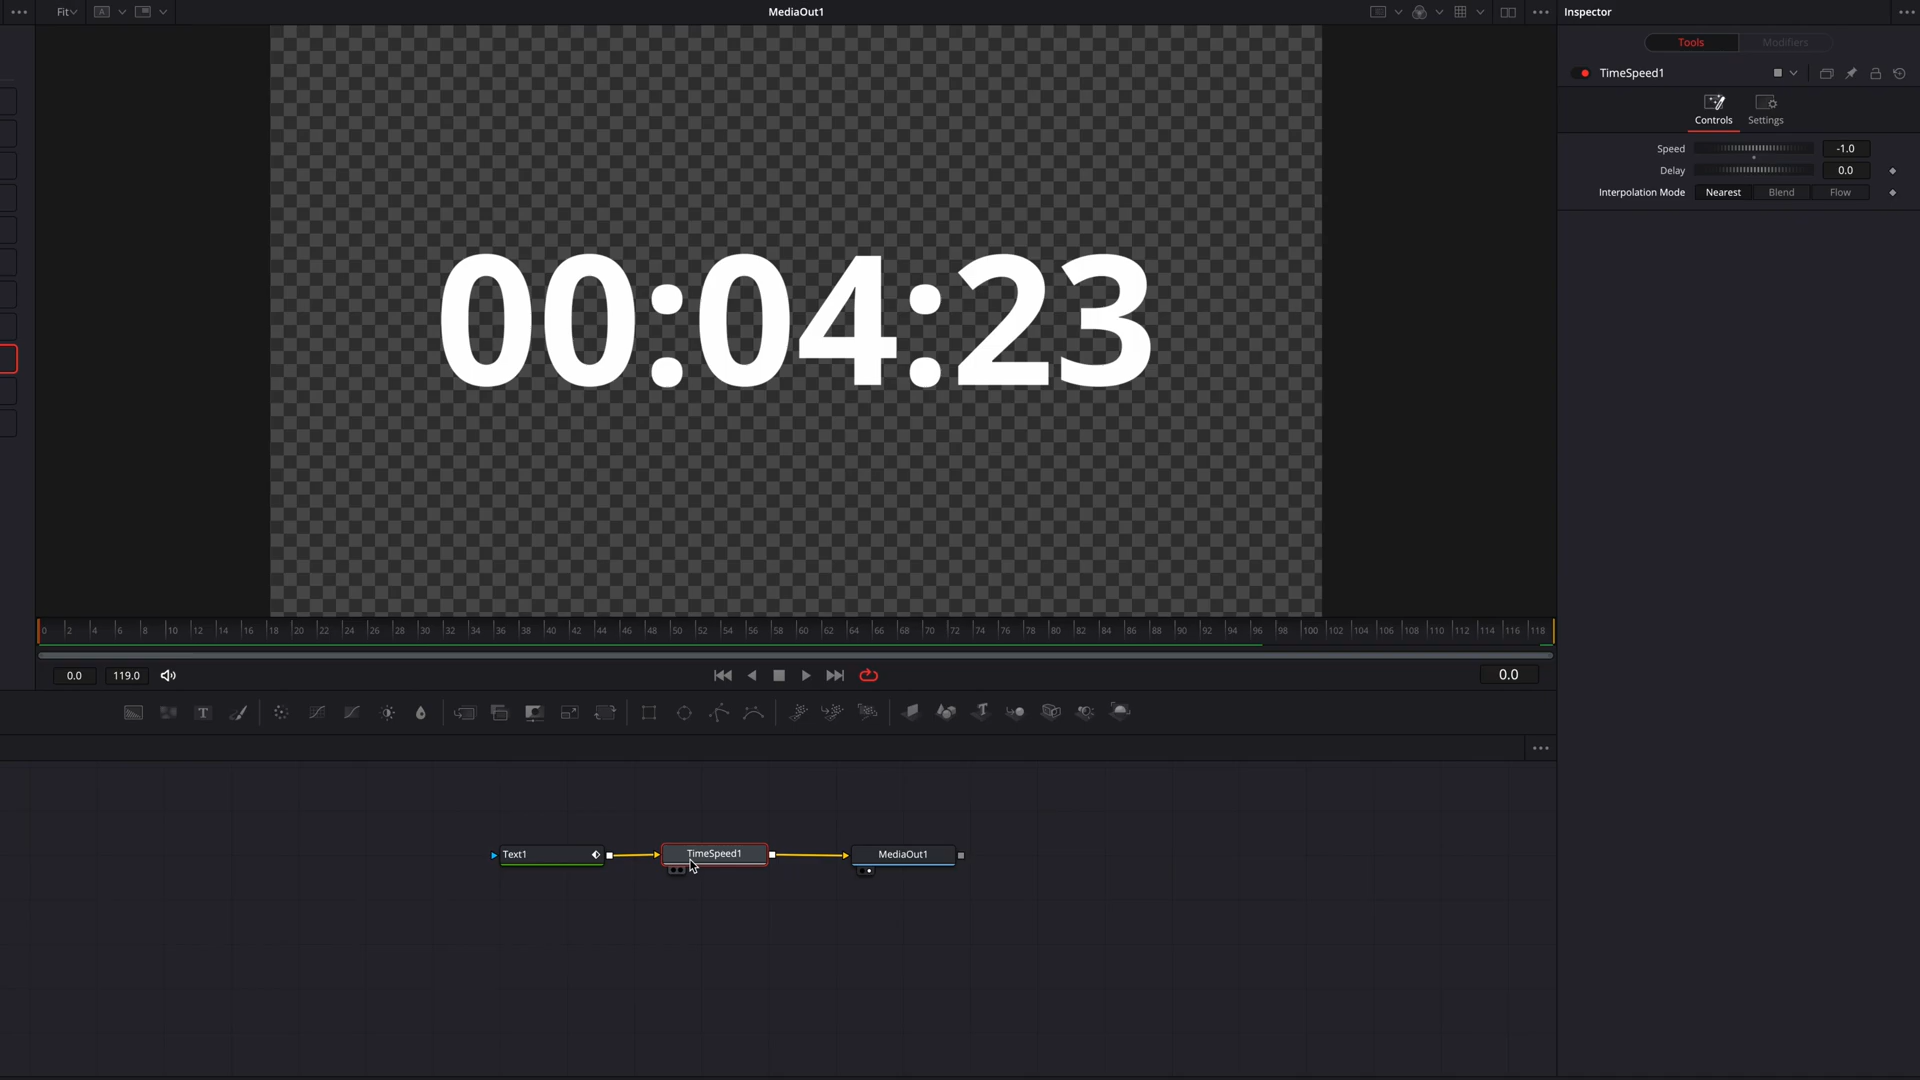 Fit
A
MediaOut1
Inspector
Tools
Modifiers
TimeSpeed1
Controls
Settings
Speed
-1.0
Delay
0.0
Interpolation Mode
Nearest
Blend
Flow
00:04:23
0 2 4 6 8 10 12 14 16 18 20 22 24 26 28 30 32 34 36 38 40 42 44 46 48 50 52 54 56 58 60 62 64 66 68 70 72 74 76 78 80 82 84 86 88 90 92 94 96 98 100 102 104 106 108 110 112 114 116 118
0.0
119.0
0.0
T
Text1
TimeSpeed1
MediaOut1